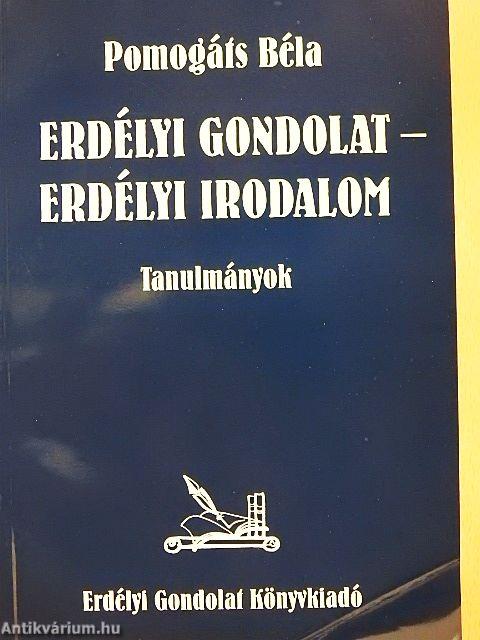 Pomogáts Béla
ERDÉLYI GONDOLAT –
ERDÉLYI IRODALOM
Tanulmányok
Erdélyi Gondolat Könyvkiadó
Antikvárium.hu